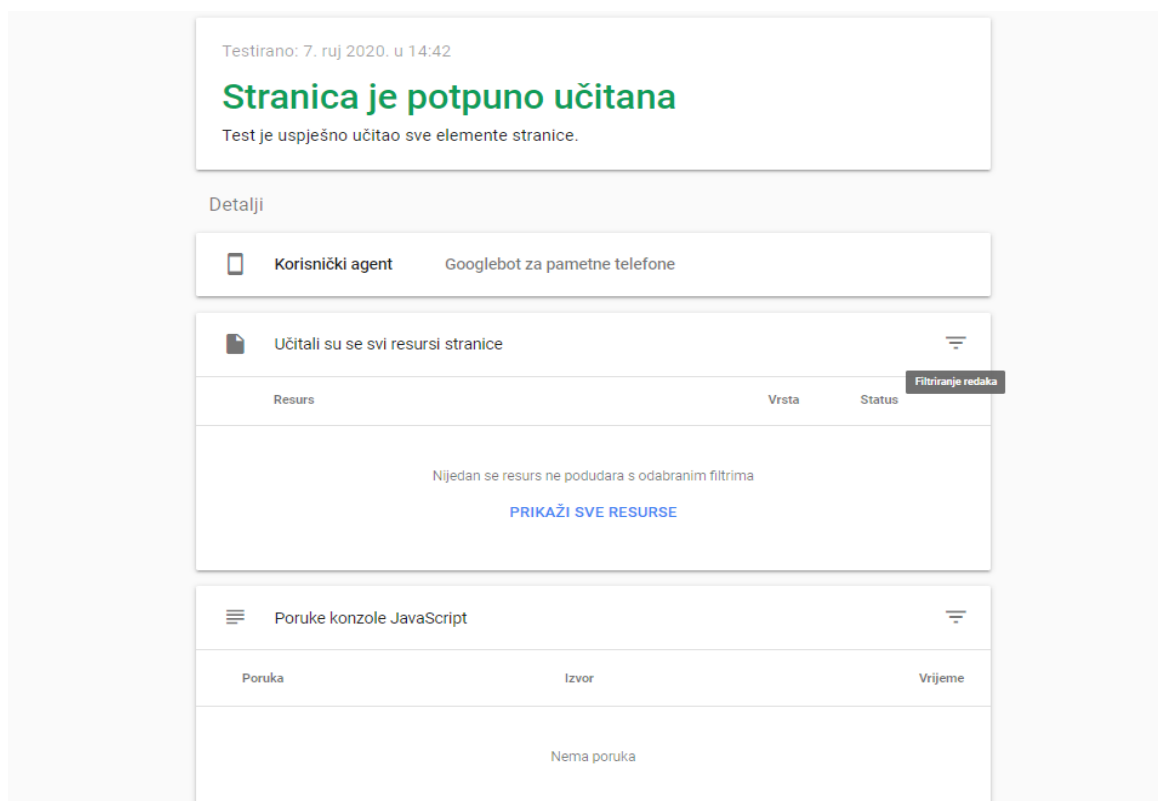 Testirano: 7. ruj 2020. u 14:42
Stranica je potpuno učitana
Test je uspješno učitao sve elemente stranice.
Detalji
Korisnički agent Googlebot za pametne telefone
Učitali su se svi resursi stranice
Filtriranje redaka
Resurs Vrsta Status
Nijedan se resurs ne podudara s odabranim filtrima
PRIKAŽI SVE RESURSE
Poruke konzole JavaScript
Poruka Izvor Vrijeme
Nema poruka